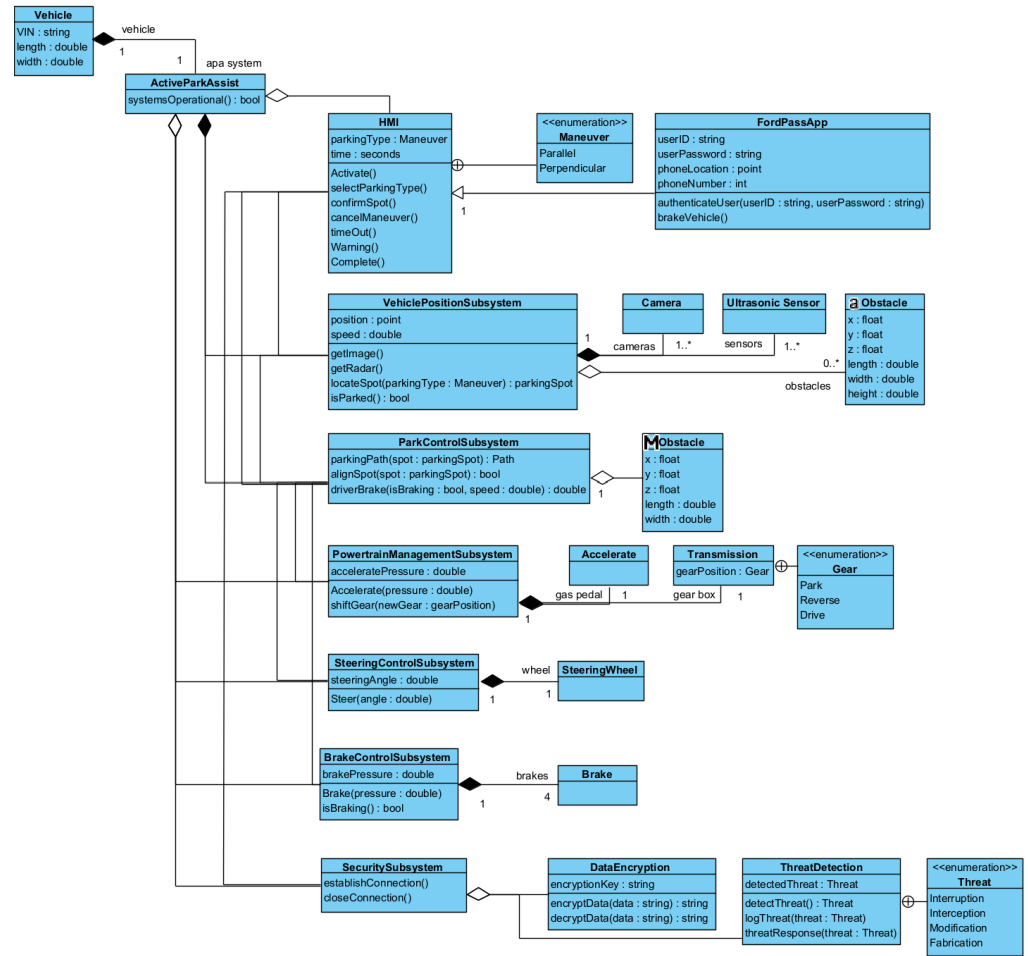 Vehicle
VIN : string
length : double
width : double
vehicle
1
1
apa system
ActiveParkAssist
systemsOperational() : bool
HMI
parkingType : Maneuver
time : seconds
Activate()
selectParkingType()
confirmSpot()
cancelManeuver()
timeOut()
Warning()
Complete()
<<enumeration>>
Maneuver
Parallel
Perpendicular
1
FordPassApp
userID : string
userPassword : string
phoneLocation : point
phoneNumber : int
authenticateUser(userID : string, userPassword : string)
brakeVehicle()
VehiclePositionSubsystem
position : point
speed : double
getImage()
getRadar()
locateSpot(parkingType : Maneuver) : parkingSpot
isParked() : bool
1
Camera
cameras
1..*
Ultrasonic Sensor
sensors
1..*
0..*
obstacles
a Obstacle
x : float
y : float
z : float
length : double
width : double
height : double
ParkControlSubsystem
parkingPath(spot : parkingSpot) : Path
alignSpot(spot : parkingSpot) : bool
driverBrake(isBraking : bool, speed : double) : double
1
MObstacle
x : float
y : float
z : float
length : double
width : double
PowertrainManagementSubsystem
acceleratePressure : double
Accelerate(pressure : double)
shiftGear(newGear : gearPosition)
1
Accelerate
gas pedal
1
Transmission
gearPosition : Gear
gear box
1
<<enumeration>>
Gear
Park
Reverse
Drive
SteeringControlSubsystem
steeringAngle : double
Steer(angle : double)
1
wheel
1
SteeringWheel
BrakeControlSubsystem
brakePressure : double
Brake(pressure : double)
isBraking() : bool
1
brakes
4
Brake
SecuritySubsystem
establishConnection()
closeConnection()
DataEncryption
encryptionKey : string
encryptData(data : string) : string
decryptData(data : string) : string
ThreatDetection
detectedThreat : Threat
detectThreat() : Threat
logThreat(threat : Threat)
threatResponse(threat : Threat)
<<enumeration>>
Threat
Interruption
Interception
Modification
Fabrication